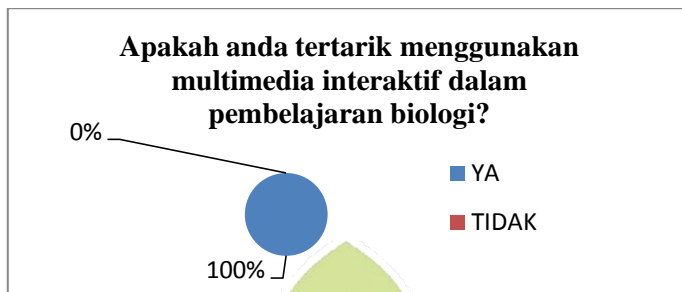 Apakah anda tertarik menggunakan
multimedia interaktif dalam
pembelajaran biologi?
0%
YA
TIDAK
100%